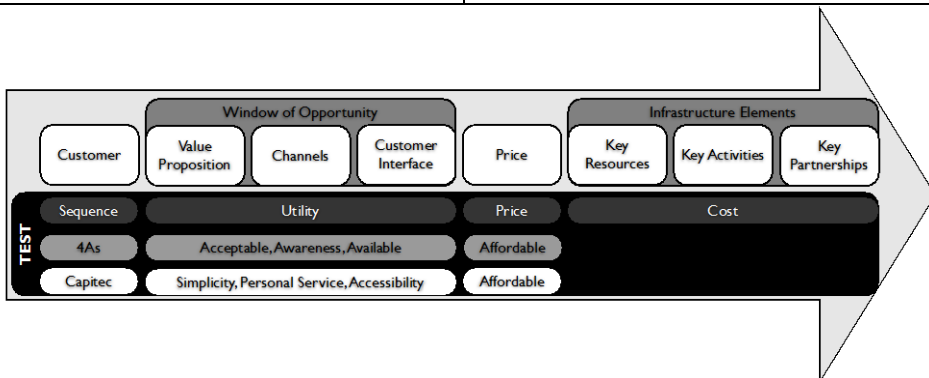 Window of Opportunity
Infrastructure Elements
Customer
Value
Proposition
Channels
Customer
Interface
Price
Key
Resources
Key Activities
Key
Partnerships
TEST
Sequence
Utility
Price
Cost
4As
Acceptable, Awareness, Available
Affordable
Capitec
Simplicity, Personal Service, Accessibility
Affordable